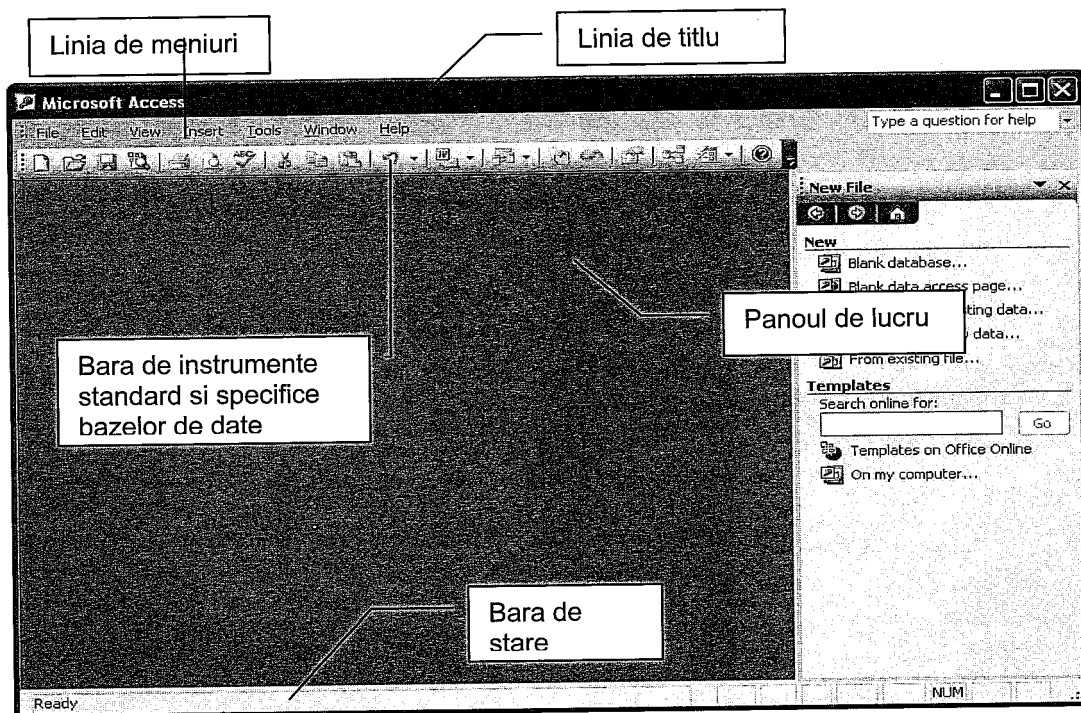 Linia de meniuri
Linia de titlu
Microsoft Access
File Edit View Insert Tools Window Help
Type a question for help
New File
New
Blank database...
Blank data access page...
ting data...
data...
From existing file...
Panoul de lucru
Bara de instrumente
standard si specifice
bazelor de date
Templates
Search online for:
Go
Templates on Office Online
On my computer...
Bara de
stare
Ready
NUM